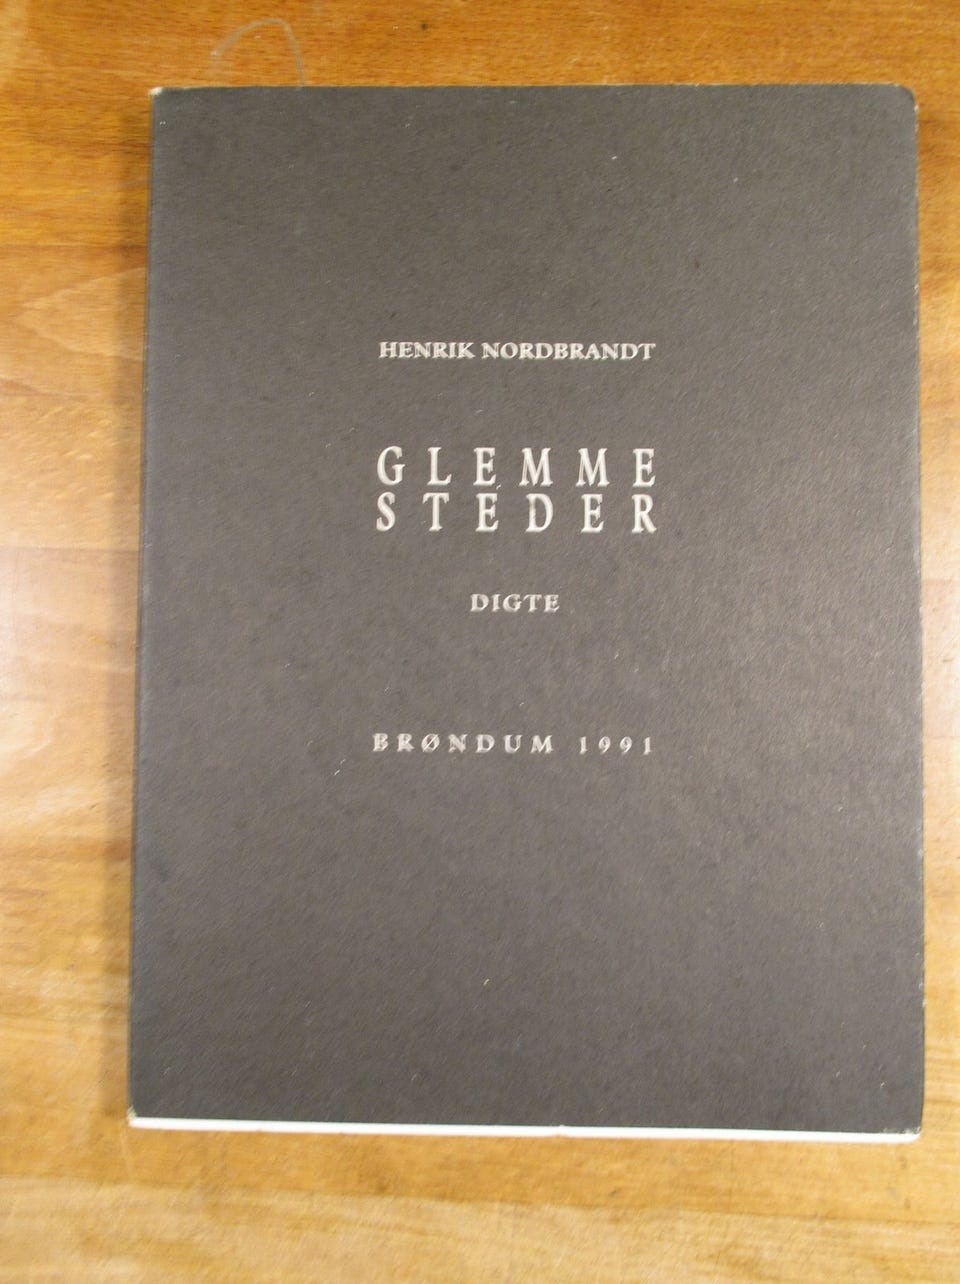 HENRIK NORDBRANDT
GLEMME
STEDER
DIGTE
BRØNDUM 1991